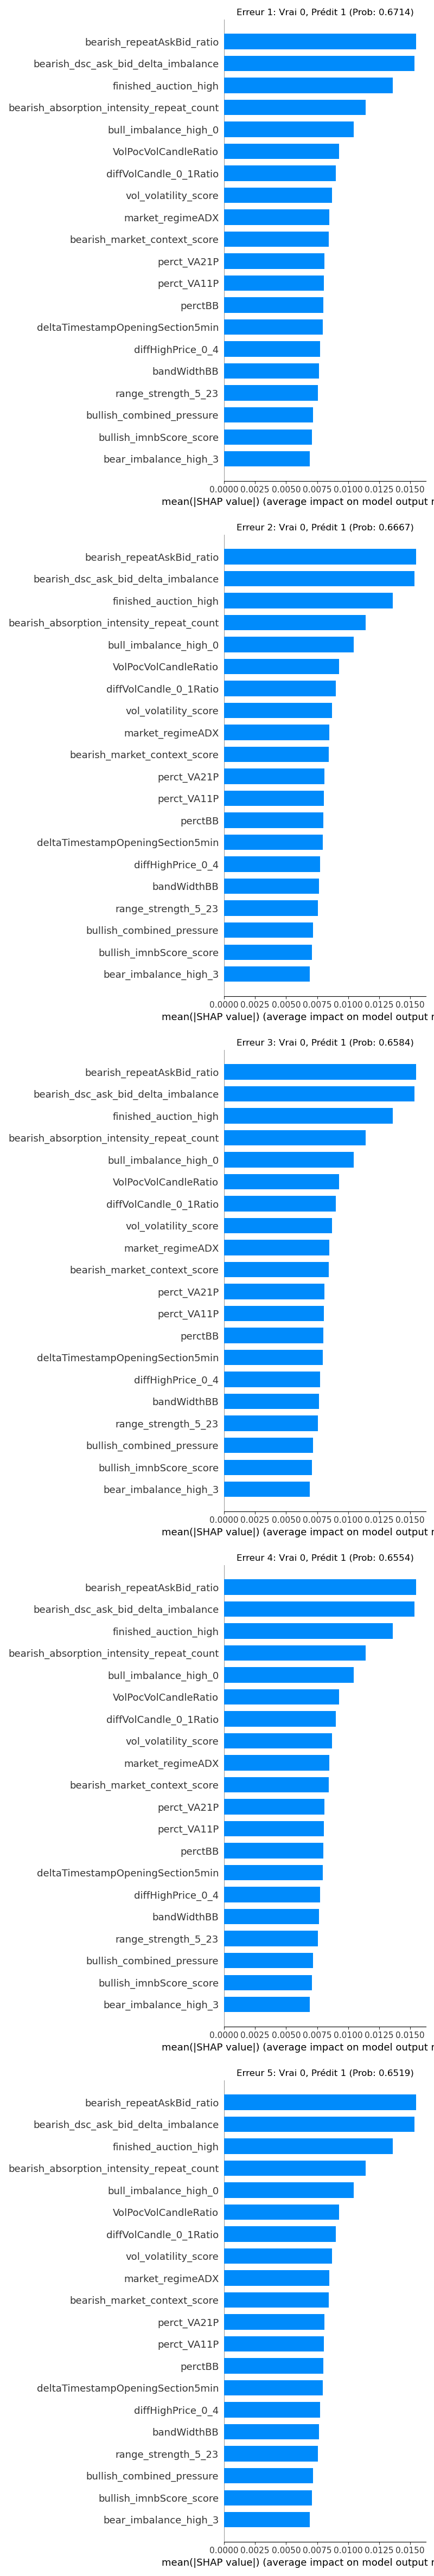 Erreur 1: Vrai 0, Prédit 1 (Prob: 0.6714)
bearish_repeatAskBid_ratio
bearish_dsc_ask_bid_delta_imbalance
finished_auction_high
bearish_absorption_intensity_repeat_count
bull_imbalance_high_0
VolPocVolCandleRatio
diffVolCandle_0_1Ratio
vol_volatility_score
market_regimeADX
bearish_market_context_score
perct_VA21P
perct_VA11P
perctBB
deltaTimestampOpeningSection5min
diffHighPrice_0_4
bandWidthBB
range_strength_5_23
bullish_combined_pressure
bullish_imnbScore_score
bear_imbalance_high_3
0.0000 0.0025 0.0050 0.0075 0.0100 0.0125 0.0150
mean(|SHAP value|) (average impact on model output
Erreur 2: Vrai 0, Prédit 1 (Prob: 0.6667)
bearish_repeatAskBid_ratio
bearish_dsc_ask_bid_delta_imbalance
finished_auction_high
bearish_absorption_intensity_repeat_count
bull_imbalance_high_0
VolPocVolCandleRatio
diffVolCandle_0_1Ratio
vol_volatility_score
market_regimeADX
bearish_market_context_score
perct_VA21P
perct_VA11P
perctBB
deltaTimestampOpeningSection5min
diffHighPrice_0_4
bandWidthBB
range_strength_5_23
bullish_combined_pressure
bullish_imnbScore_score
bear_imbalance_high_3
0.0000 0.0025 0.0050 0.0075 0.0100 0.0125 0.0150
mean(|SHAP value|) (average impact on model output
Erreur 3: Vrai 0, Prédit 1 (Prob: 0.6584)
bearish_repeatAskBid_ratio
bearish_dsc_ask_bid_delta_imbalance
finished_auction_high
bearish_absorption_intensity_repeat_count
bull_imbalance_high_0
VolPocVolCandleRatio
diffVolCandle_0_1Ratio
vol_volatility_score
market_regimeADX
bearish_market_context_score
perct_VA21P
perct_VA11P
perctBB
deltaTimestampOpeningSection5min
diffHighPrice_0_4
bandWidthBB
range_strength_5_23
bullish_combined_pressure
bullish_imnbScore_score
bear_imbalance_high_3
0.0000 0.0025 0.0050 0.0075 0.0100 0.0125 0.0150
mean(|SHAP value|) (average impact on model output
Erreur 4: Vrai 0, Prédit 1 (Prob: 0.6554)
bearish_repeatAskBid_ratio
bearish_dsc_ask_bid_delta_imbalance
finished_auction_high
bearish_absorption_intensity_repeat_count
bull_imbalance_high_0
VolPocVolCandleRatio
diffVolCandle_0_1Ratio
vol_volatility_score
market_regimeADX
bearish_market_context_score
perct_VA21P
perct_VA11P
perctBB
deltaTimestampOpeningSection5min
diffHighPrice_0_4
bandWidthBB
range_strength_5_23
bullish_combined_pressure
bullish_imnbScore_score
bear_imbalance_high_3
0.0000 0.0025 0.0050 0.0075 0.0100 0.0125 0.0150
mean(|SHAP value|) (average impact on model output
Erreur 5: Vrai 0, Prédit 1 (Prob: 0.6519)
bearish_repeatAskBid_ratio
bearish_dsc_ask_bid_delta_imbalance
finished_auction_high
bearish_absorption_intensity_repeat_count
bull_imbalance_high_0
VolPocVolCandleRatio
diffVolCandle_0_1Ratio
vol_volatility_score
market_regimeADX
bearish_market_context_score
perct_VA21P
perct_VA11P
perctBB
deltaTimestampOpeningSection5min
diffHighPrice_0_4
bandWidthBB
range_strength_5_23
bullish_combined_pressure
bullish_imnbScore_score
bear_imbalance_high_3
0.0000 0.0025 0.0050 0.0075 0.0100 0.0125 0.0150
mean(|SHAP value|) (average impact on model output